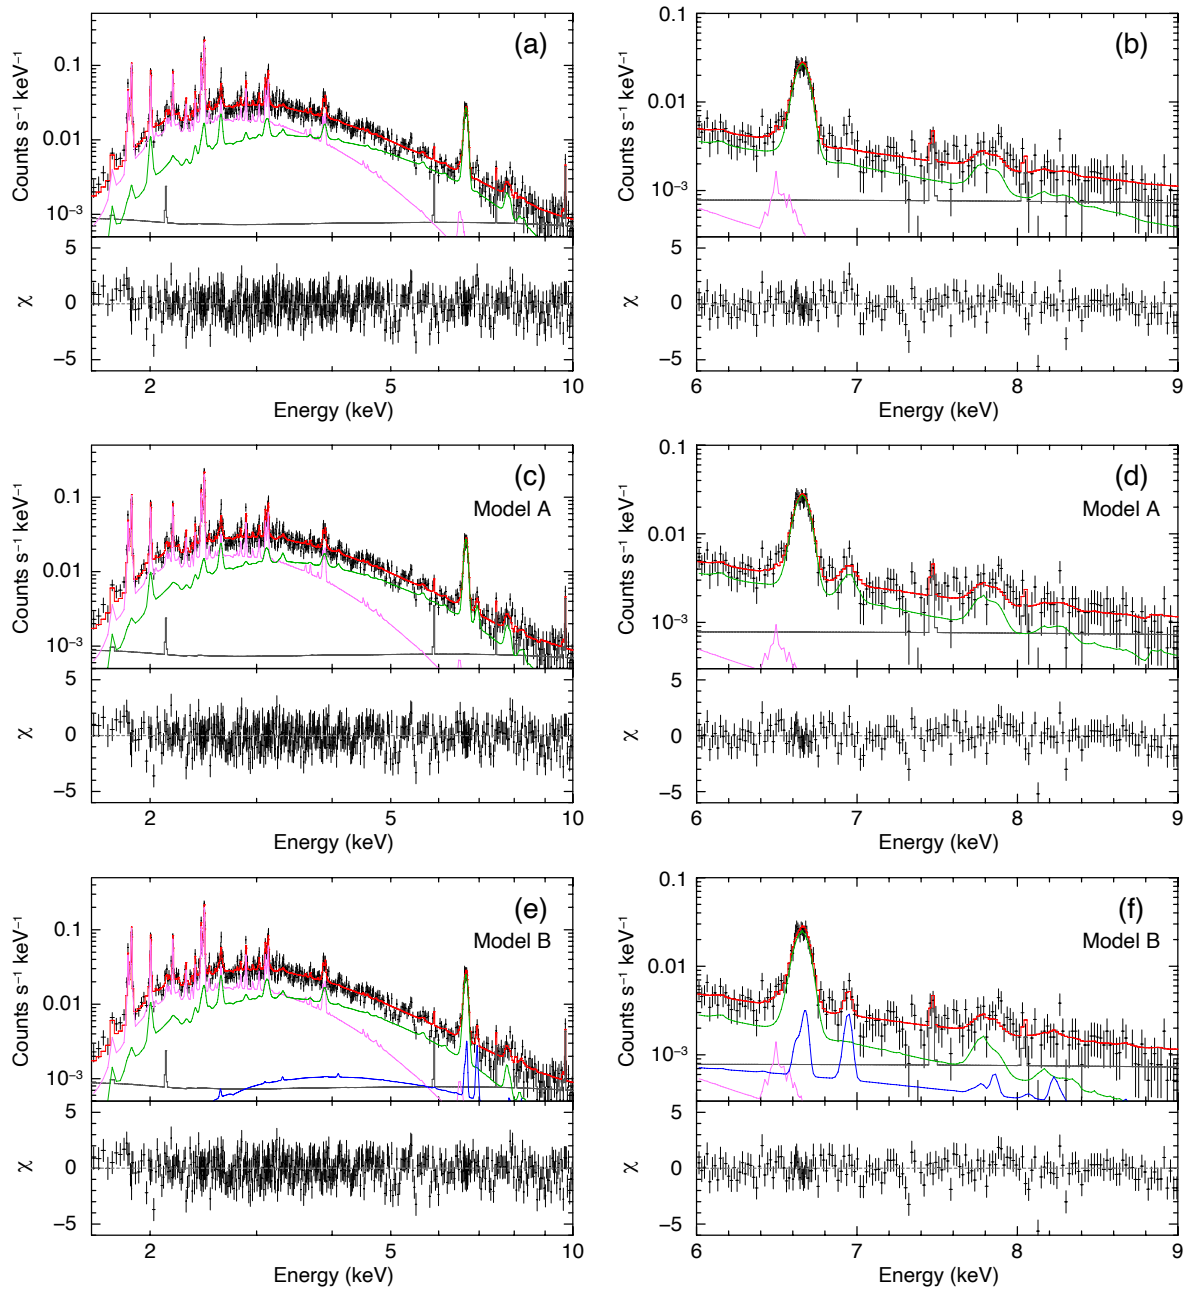 (a)
Counts s⁻¹ keV⁻¹
0.1
0.01
10⁻³
χ
5
0
−5
2 5 10
Energy (keV)
(b)
Counts s⁻¹ keV⁻¹
0.1
0.01
10⁻³
χ
5
0
−5
6 7 8 9
Energy (keV)
(c)
Model A
Counts s⁻¹ keV⁻¹
0.1
0.01
10⁻³
χ
5
0
−5
2 5 10
Energy (keV)
(d)
Model A
Counts s⁻¹ keV⁻¹
0.1
0.01
10⁻³
χ
5
0
−5
6 7 8 9
Energy (keV)
(e)
Model B
Counts s⁻¹ keV⁻¹
0.1
0.01
10⁻³
χ
5
0
−5
2 5 10
Energy (keV)
(f)
Model B
Counts s⁻¹ keV⁻¹
0.1
0.01
10⁻³
χ
5
0
−5
6 7 8 9
Energy (keV)